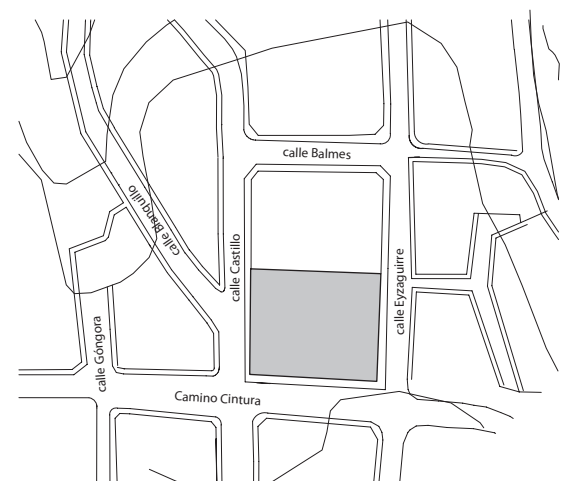 calle Balmes
calle Blanquillo
calle Castillo
calle Eyzaguirre
calle Góngora
Camino Cintura